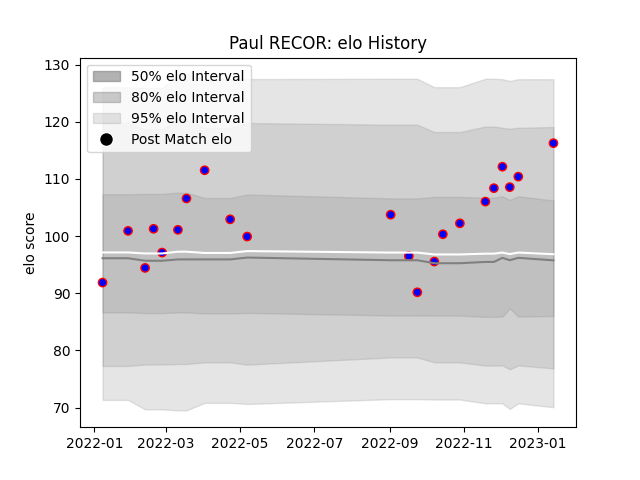 Paul RECOR: elo History
50% elo Interval
80% elo Interval
95% elo Interval
Post Match elo
elo score
130
120
110
100
90
80
70
2022-01 2022-03 2022-05 2022-07 2022-09 2022-11 2023-01